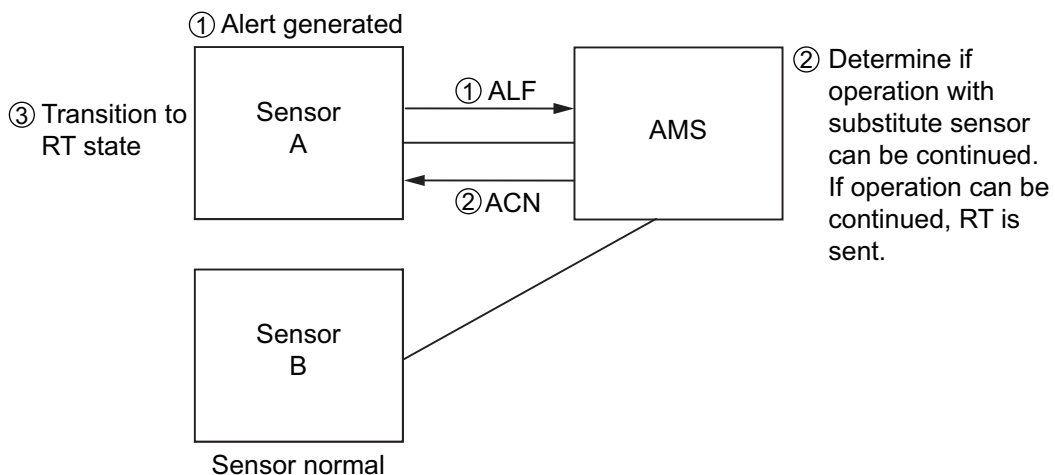 ① Alert generated
③ Transition to
RT state
Sensor
A
① ALF
② ACN
AMS
② Determine if
operation with
substitute sensor
can be continued.
If operation can be
continued, RT is
sent.
Sensor
B
Sensor normal